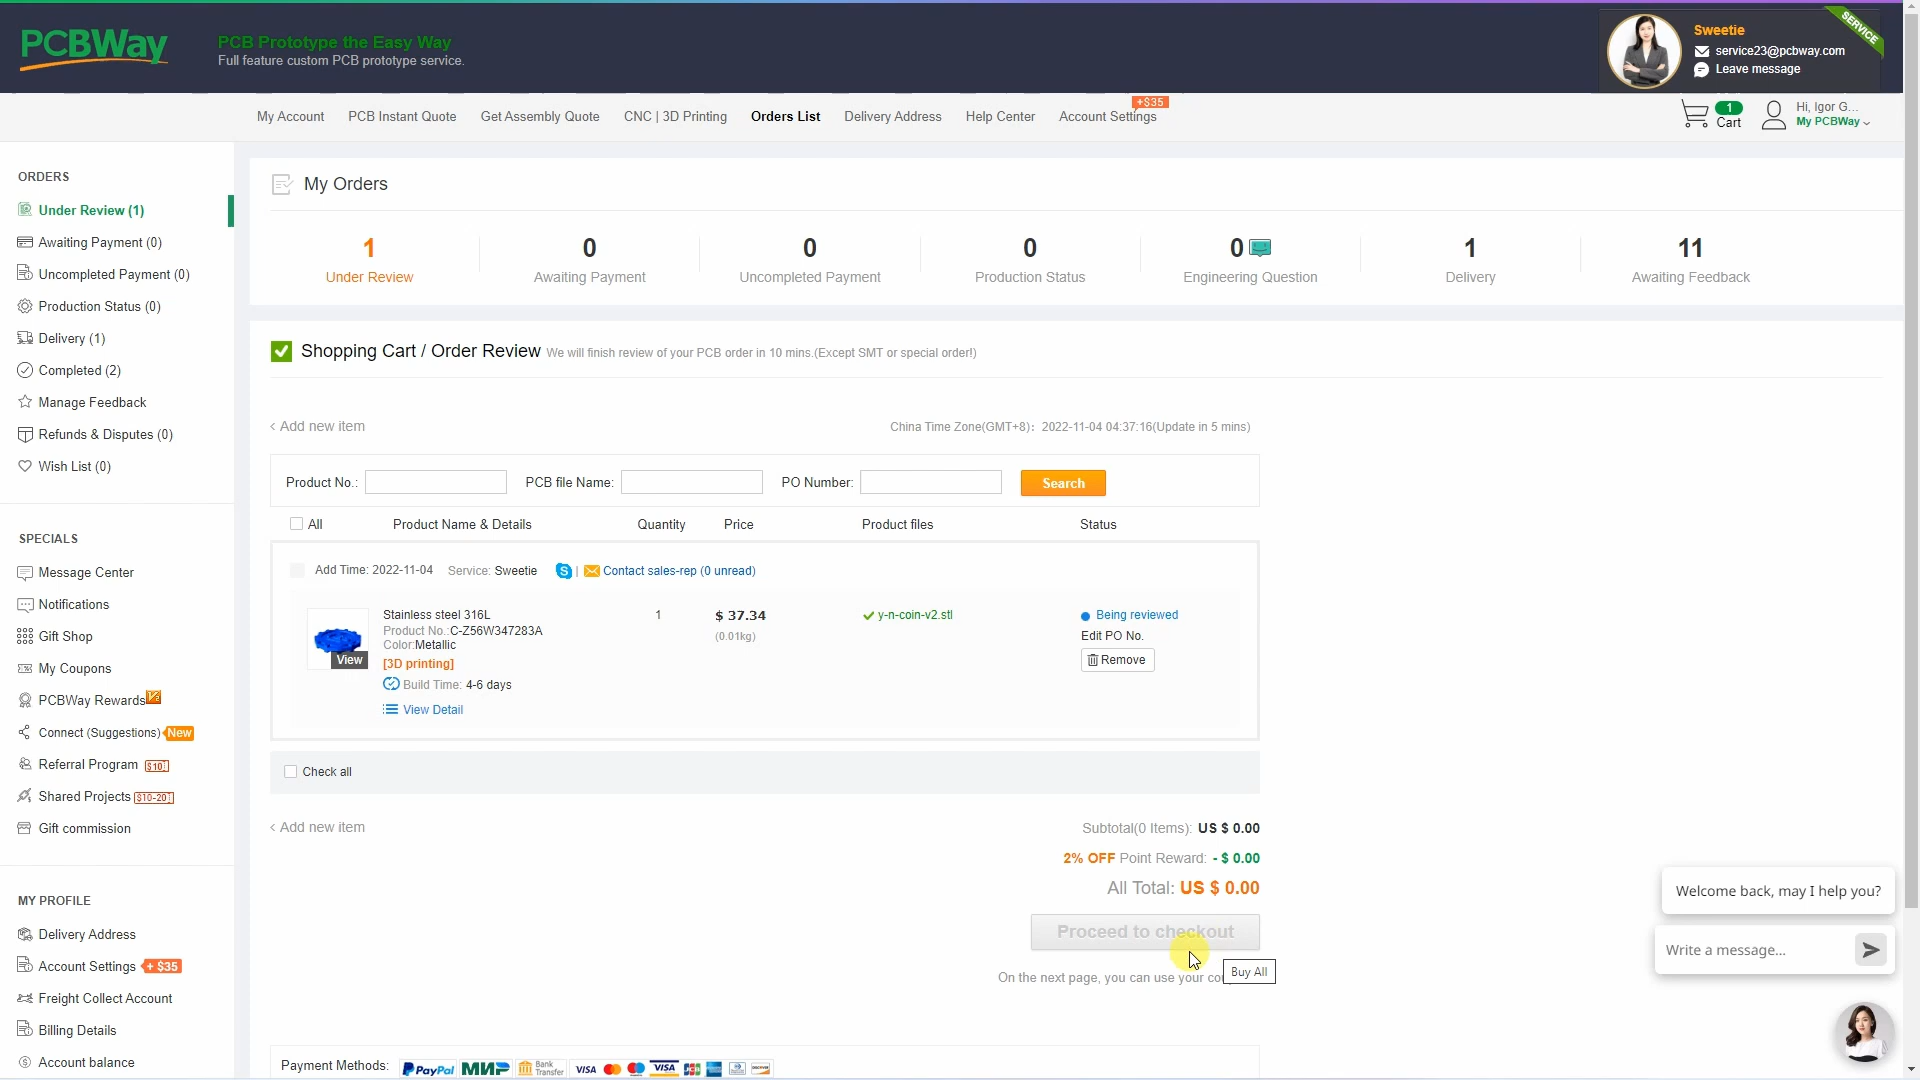 PCBWay
PCB Prototype the Easy Way
Full feature custom PCB prototype service.
Sweetie
service23@pcbway.com
Leave message
SERVICE
My Account
PCB Instant Quote
Get Assembly Quote
CNC | 3D Printing
Orders List
Delivery Address
Help Center
Account Settings
+$35
1
Cart
Hi, Igor G...
My PCBWay
ORDERS
Under Review (1)
Awaiting Payment (0)
Uncompleted Payment (0)
Production Status (0)
Delivery (1)
Completed (2)
Manage Feedback
Refunds & Disputes (0)
Wish List (0)
SPECIALS
Message Center
Notifications
Gift Shop
My Coupons
PCBWay Rewards
Connect (Suggestions) New
Referral Program $10
Shared Projects $10-20
Gift commission
MY PROFILE
Delivery Address
Account Settings + $35
Freight Collect Account
Billing Details
Account balance
My Orders
1
Under Review
0
Awaiting Payment
0
Uncompleted Payment
0
Production Status
0
Engineering Question
1
Delivery
11
Awaiting Feedback
Shopping Cart / Order Review We will finish review of your PCB order in 10 mins.(Except SMT or special order!)
< Add new item
China Time Zone(GMT+8): 2022-11-04 04:37:16(Update in 5 mins)
Product No.:
PCB file Name:
PO Number:
Search
All
Product Name & Details
Quantity
Price
Product files
Status
Add Time: 2022-11-04 Service: Sweetie | Contact sales-rep (0 unread)
View
Stainless steel 316L
Product No.:C-Z56W347283A
Color:Metallic
[3D printing]
Build Time: 4-6 days
View Detail
1
$ 37.34
(0.01kg)
y-n-coin-v2.stl
Being reviewed
Edit PO No.
Remove
Check all
< Add new item
Subtotal(0 Items): US $ 0.00
2% OFF Point Reward: - $ 0.00
All Total: US $ 0.00
Proceed to checkout
On the next page, you can use your
Buy All
Payment Methods: PayPal МИР Bank Transfer VISA VISA JCB DISCOVER
Welcome back, may I help you?
Write a message...